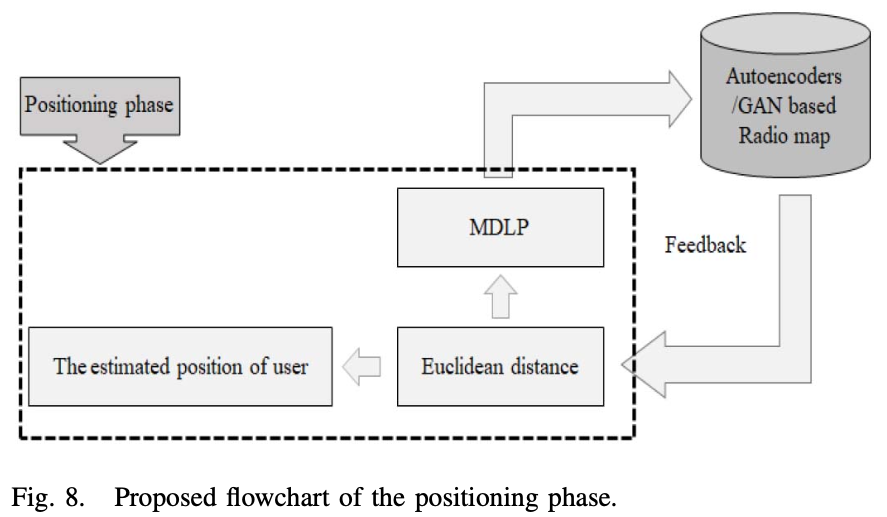 Positioning phase
Autoencoders
/GAN based
Radio map
MDLP
Feedback
The estimated position of user
Euclidean distance
Fig. 8. Proposed flowchart of the positioning phase.